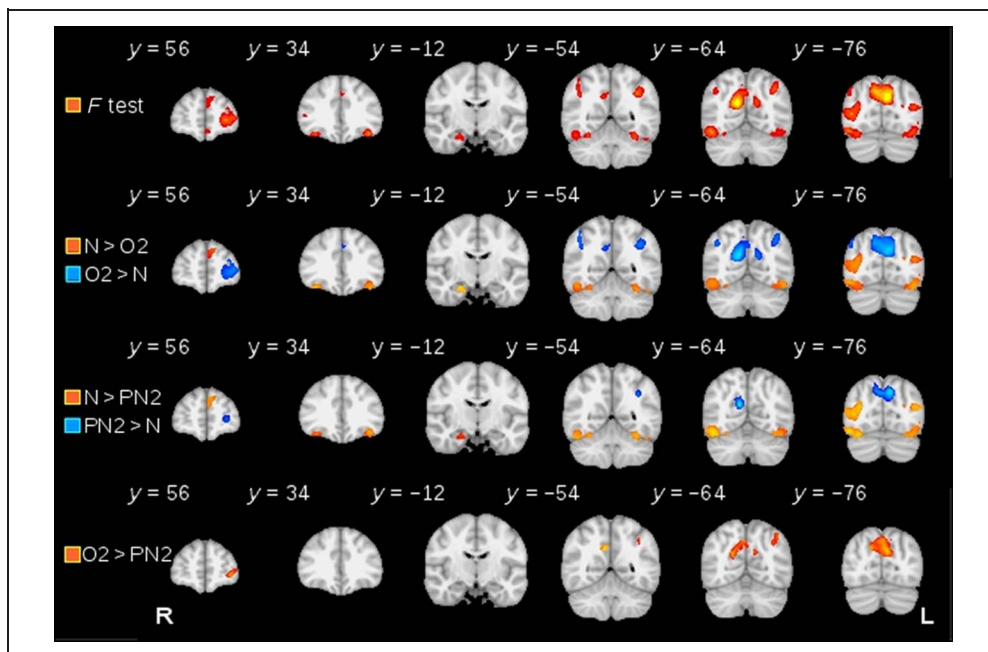 y = 56 y = 34 y = −12 y = −54 y = −64 y = −76
F test
y = 56 y = 34 y = −12 y = −54 y = −64 y = −76
N > O2
O2 > N
y = 56 y = 34 y = −12 y = −54 y = −64 y = −76
N > PN2
PN2 > N
y = 56 y = 34 y = −12 y = −54 y = −64 y = −76
O2 > PN2
R L